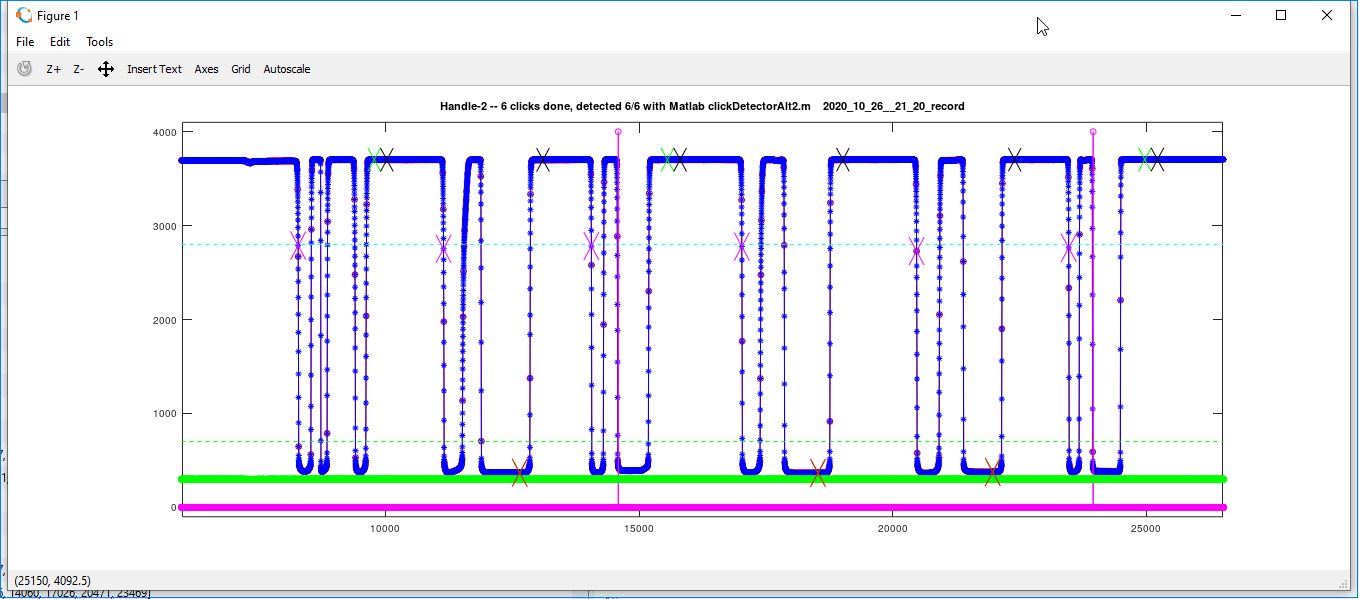 Figure 1
File Edit Tools
Z+ Z- Insert Text Axes Grid Autoscale
Handle-2 -- 6 clicks done, detected 6/6 with Matlab clickDetectorAlt2.m 2020_10_26__21_20_record
4000
3000
2000
1000
0
10000 15000 20000 25000
(25150, 4092.5)
14060, 17026, 20471, 23469]